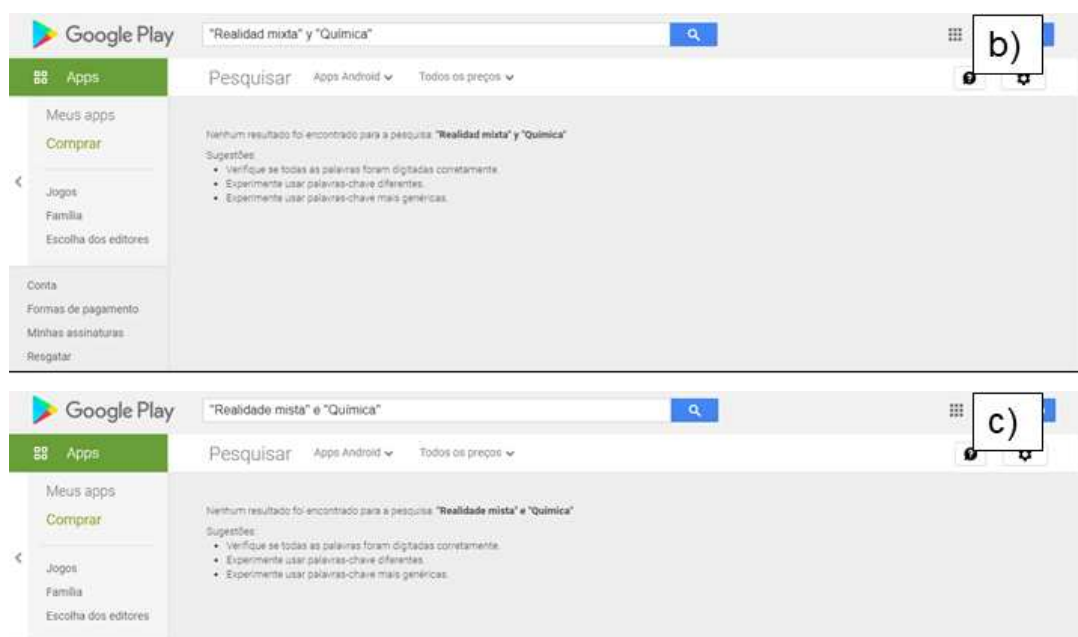 Google Play
"Realidad mixta" y "Química"
b)
Apps
Pesquisar Apps Android Todos os preços
Meus apps
Comprar
Nenhum resultado foi encontrado para a pesquisa "Realidad mixta" y "Química"
Sugestões:
• Verifique se todas as palavras foram digitadas corretamente.
• Experimente usar palavras-chave diferentes.
• Experimente usar palavras-chave mais genéricas.
Jogos
Família
Escolha dos editores
Conta
Formas de pagamento
Minhas assinaturas
Resgatar
Google Play
"Realidade mista" e "Química"
c)
Apps
Pesquisar Apps Android Todos os preços
Meus apps
Comprar
Nenhum resultado foi encontrado para a pesquisa "Realidade mista" e "Química"
Sugestões:
• Verifique se todas as palavras foram digitadas corretamente.
• Experimente usar palavras-chave diferentes.
• Experimente usar palavras-chave mais genéricas.
Jogos
Família
Escolha dos editores